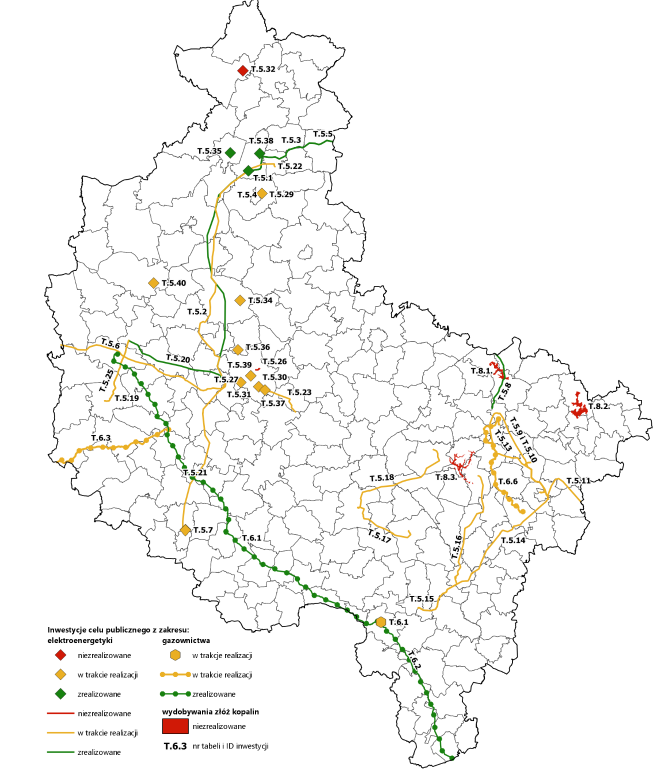 T.5.32
T.5.38
T.5.3
T.5.5
T.5.35
T.5.22
T.5.1
T.5.4
T.5.29
T.5.40
T.5.34
T.5.2
T.5.6
T.5.36
T.5.20
T.5.39
T.5.26
T.8.1.
T.5.25
T.5.27
T.5.30
T.5.8
T.5.19
T.5.31
T.5.23
T.5.37
T.8.2.
T.6.3
T.5.13
T.5.9 i T.5.10
T.5.21
T.5.18
T.8.3.
T.6.6
T.5.11
T.5.7
T.6.1
T.5.17
T.5.16
T.5.14
T.5.15
T.6.1
T.6.2
Inwestycje celu publicznego z zakresu:
elektroenergetyki
gazownictwa
niezrealizowane
w trakcie realizacji
w trakcie realizacji
w trakcie realizacji
zrealizowane
zrealizowane
niezrealizowane
wydobywania złóż kopalin
w trakcie realizacji
niezrealizowane
zrealizowane
T.6.3 nr tabeli i ID inwestycji